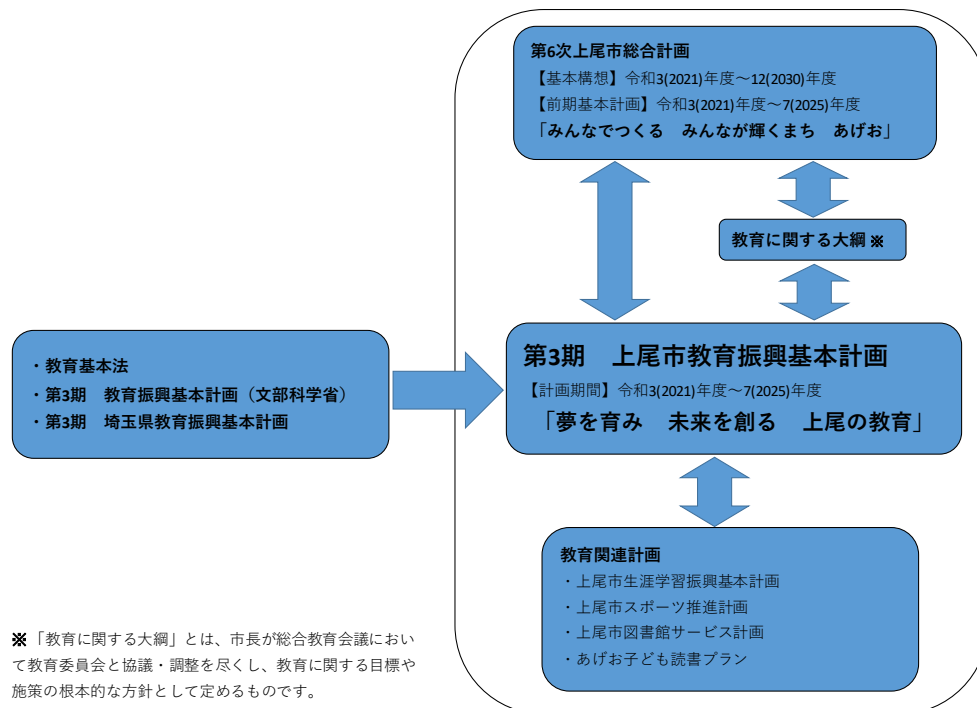 第6次上尾市総合計画
【基本構想】令和3(2021)年度～12(2030)年度
【前期基本計画】令和3(2021)年度～7(2025)年度
「みんなでつくる　みんなが輝くまち　あげお」
教育に関する大綱 ※
・教育基本法
・第3期　教育振興基本計画（文部科学省）
・第3期　埼玉県教育振興基本計画
第3期　上尾市教育振興基本計画
【計画期間】令和3(2021)年度～7(2025)年度
「夢を育み　未来を創る　上尾の教育」
教育関連計画
・上尾市生涯学習振興基本計画
・上尾市スポーツ推進計画
・上尾市図書館サービス計画
・あげお子ども読書プラン
※「教育に関する大綱」とは、市長が総合教育会議におい
て教育委員会と協議・調整を尽くし、教育に関する目標や
施策の根本的な方針として定めるものです。